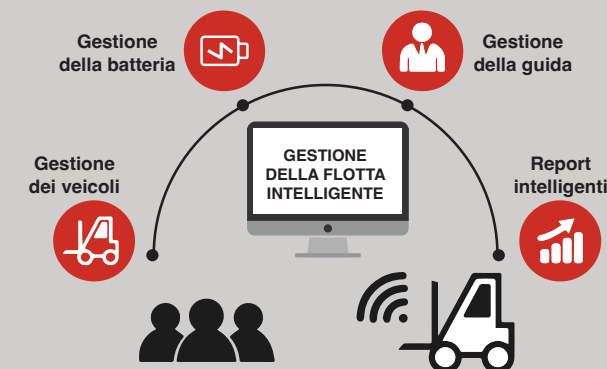 Gestione
della batteria
Gestione
della guida
Gestione
dei veicoli
GESTIONE
DELLA FLOTTA
INTELLIGENTE
Report
intelligenti